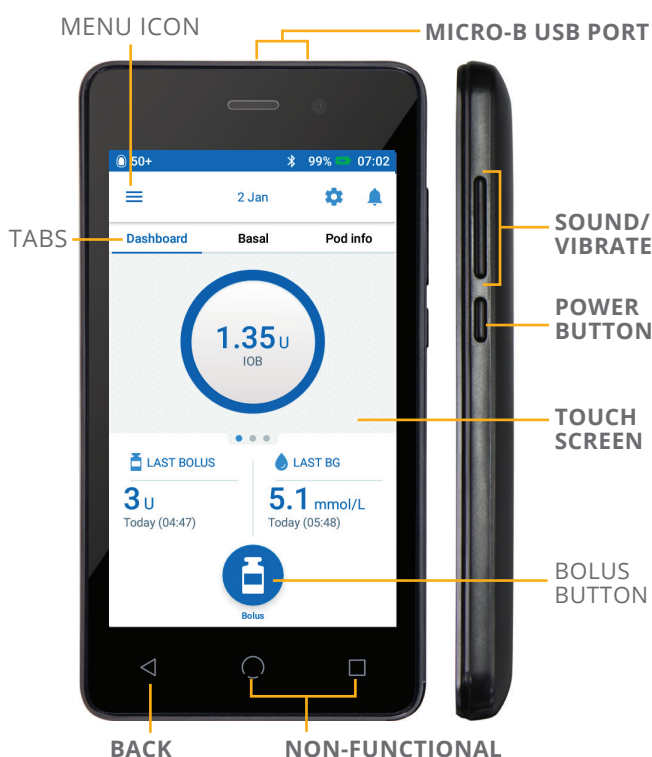 MENU ICON
MICRO-B USB PORT
50+ 99% 07:02
2 Jan
TABS
Dashboard Basal Pod info
SOUND/
VIBRATE
POWER
BUTTON
1.35 U
IOB
TOUCH
SCREEN
LAST BOLUS LAST BG
3 U 5.1 mmol/L
Today (04:47) Today (05:48)
BOLUS
BUTTON
Bolus
BACK NON-FUNCTIONAL